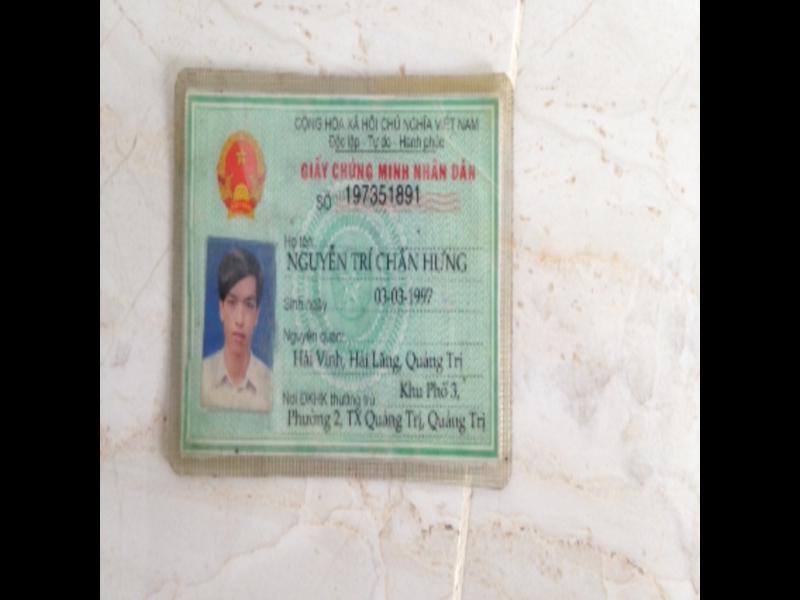 CỘNG HÒA XÃ HỘI CHỦ NGHĨA VIỆT NAM
Độc lập - Tự do - Hạnh phúc
GIẤY CHỨNG MINH NHÂN DÂN
SỐ 197351891
Họ tên:
NGUYỄN TRÍ CHẤN HƯNG
Sinh ngày 03-03-1997
Nguyên quán:
Hải Vĩnh, Hải Lăng, Quảng Trị
Nơi ĐKHK thường trú Khu Phố 3,
Phường 2, TX Quảng Trị, Quảng Trị